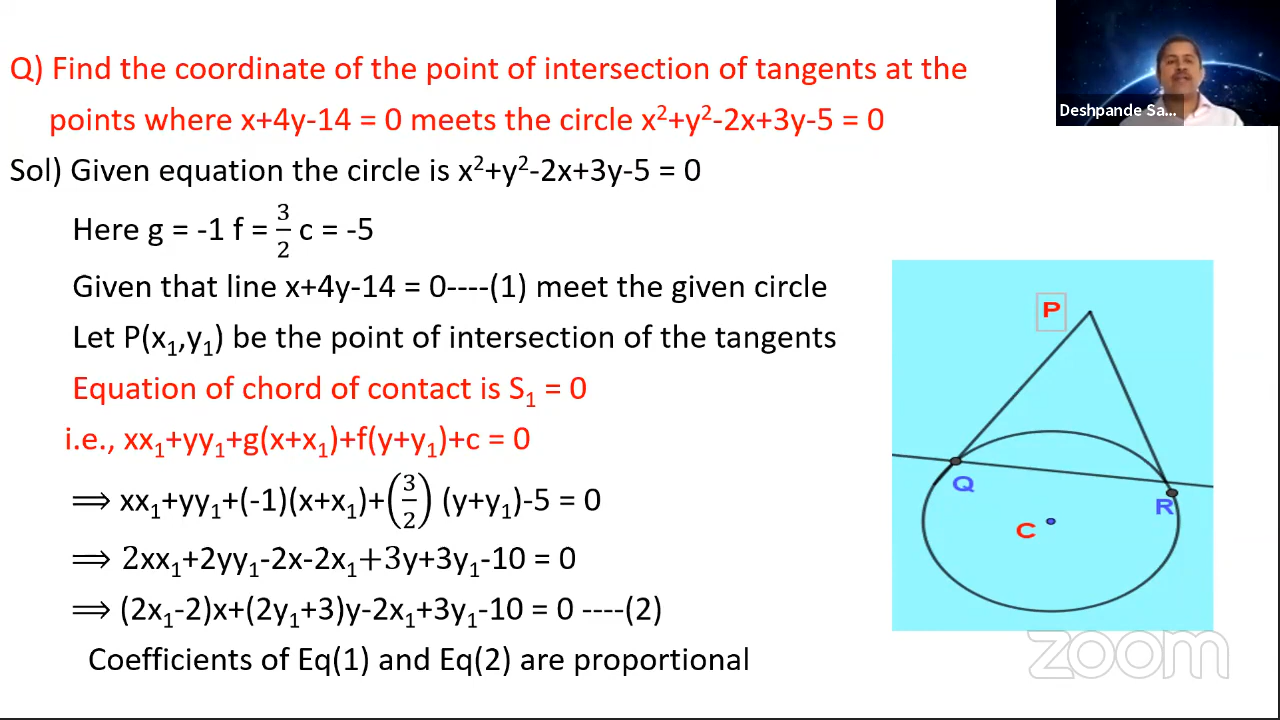 Q) Find the coordinate of the point of intersection of tangents at the
points where x+4y-14 = 0 meets the circle x²+y²-2x+3y-5 = 0
Deshpande Sa...
Sol) Given equation the circle is x²+y²-2x+3y-5 = 0
Here g = -1 f = 3/2 c = -5
Given that line x+4y-14 = 0----(1) meet the given circle
Let P(x₁,y₁) be the point of intersection of the tangents
Equation of chord of contact is S₁ = 0
i.e., xx₁+yy₁+g(x+x₁)+f(y+y₁)+c = 0
⟹ xx₁+yy₁+(-1)(x+x₁)+(3/2) (y+y₁)-5 = 0
⟹ 2xx₁+2yy₁-2x-2x₁+3y+3y₁-10 = 0
⟹ (2x₁-2)x+(2y₁+3)y-2x₁+3y₁-10 = 0 ----(2)
Coefficients of Eq(1) and Eq(2) are proportional
P
Q
R
C
zoom